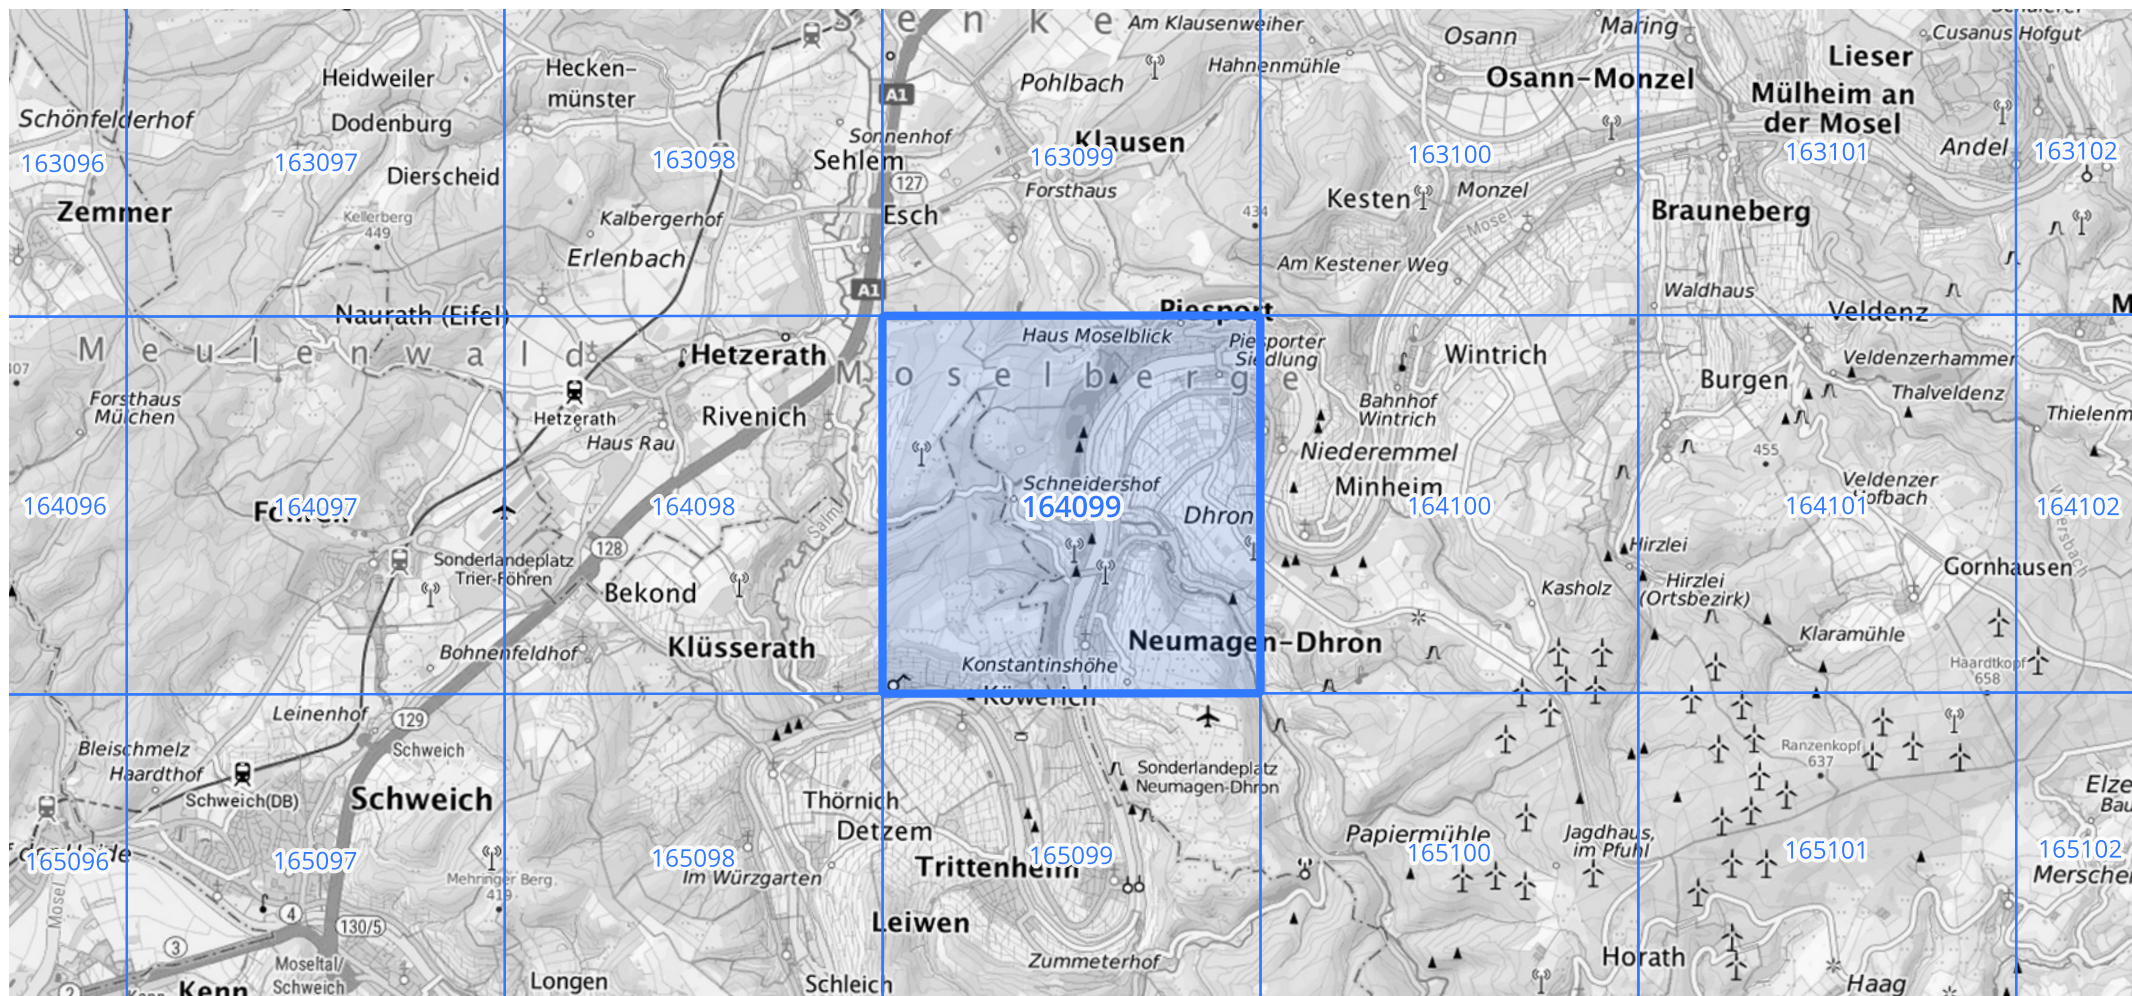 S e n k e
Am Klausenweiher
Osann
Maring
Cusanus Hofgut
Lieser
Heidweiler
Hecken-
münster
Hahnenmühle
Pohlbach
Osann-Monzel
A1
Mülheim an
der Mosel
Schönfelderhof
Dodenburg
Sonnenhof
Klausen
Andel
163096
163097
163098
Sehlem
163099
163100
163101
163102
Dierscheid
127
Forsthaus
Kesten
Monzel
Zemmer
Kellerberg
449
Kalbergerhof
Esch
434
Mosel
Brauneberg
Erlenbach
Am Kestener Weg
A1
Waldhaus
Naurath (Eifel)
Piesport
Veldenz
M
Haus Moselblick
Piesporter
Siedlung
M e u l e n w a l d
Hetzerath
Wintrich
Veldenzerhammer
407
M o s e l b e r g e
Burgen
Thalveldenz
Forsthaus
Mülchen
Hetzerath
Rivenich
Bahnhof
Wintrich
Haus Rau
Niederemmel
455
Schneidershof
Minheim
Veldenzer
Hofbach
164096
164097
164098
164099
164100
164101
164102
Salm
Dhron
128
Hirzlei
Sonderlandeplatz
Trier-Föhren
Bekond
Kasholz
Hirzlei
(Ortsbezirk)
Gornhausen
Bohnenfeldhof
Klüsserath
Neumagen-Dhron
Klaramühle
Konstantinshöhe
Haardtkopf
658
Köwerich
Leinenhof
129
Bleischmelz
Schweich
Haardthof
Sonderlandeplatz
Neumagen-Dhron
Ranzenkopf
637
Schweich(DB)
Schweich
Thörnich
Detzem
Papiermühle
Jagdhaus,
im Pfuhl
165096
165097
165098
165099
165100
165101
165102
Trittenheim
Mehringer Berg
419
Im Würzgarten
Mosel
4
130/5
Leiwen
3
Moseltal/
Schweich
Zummeterhof
Horath
2
Kenn
Longen
Schleich
Haag